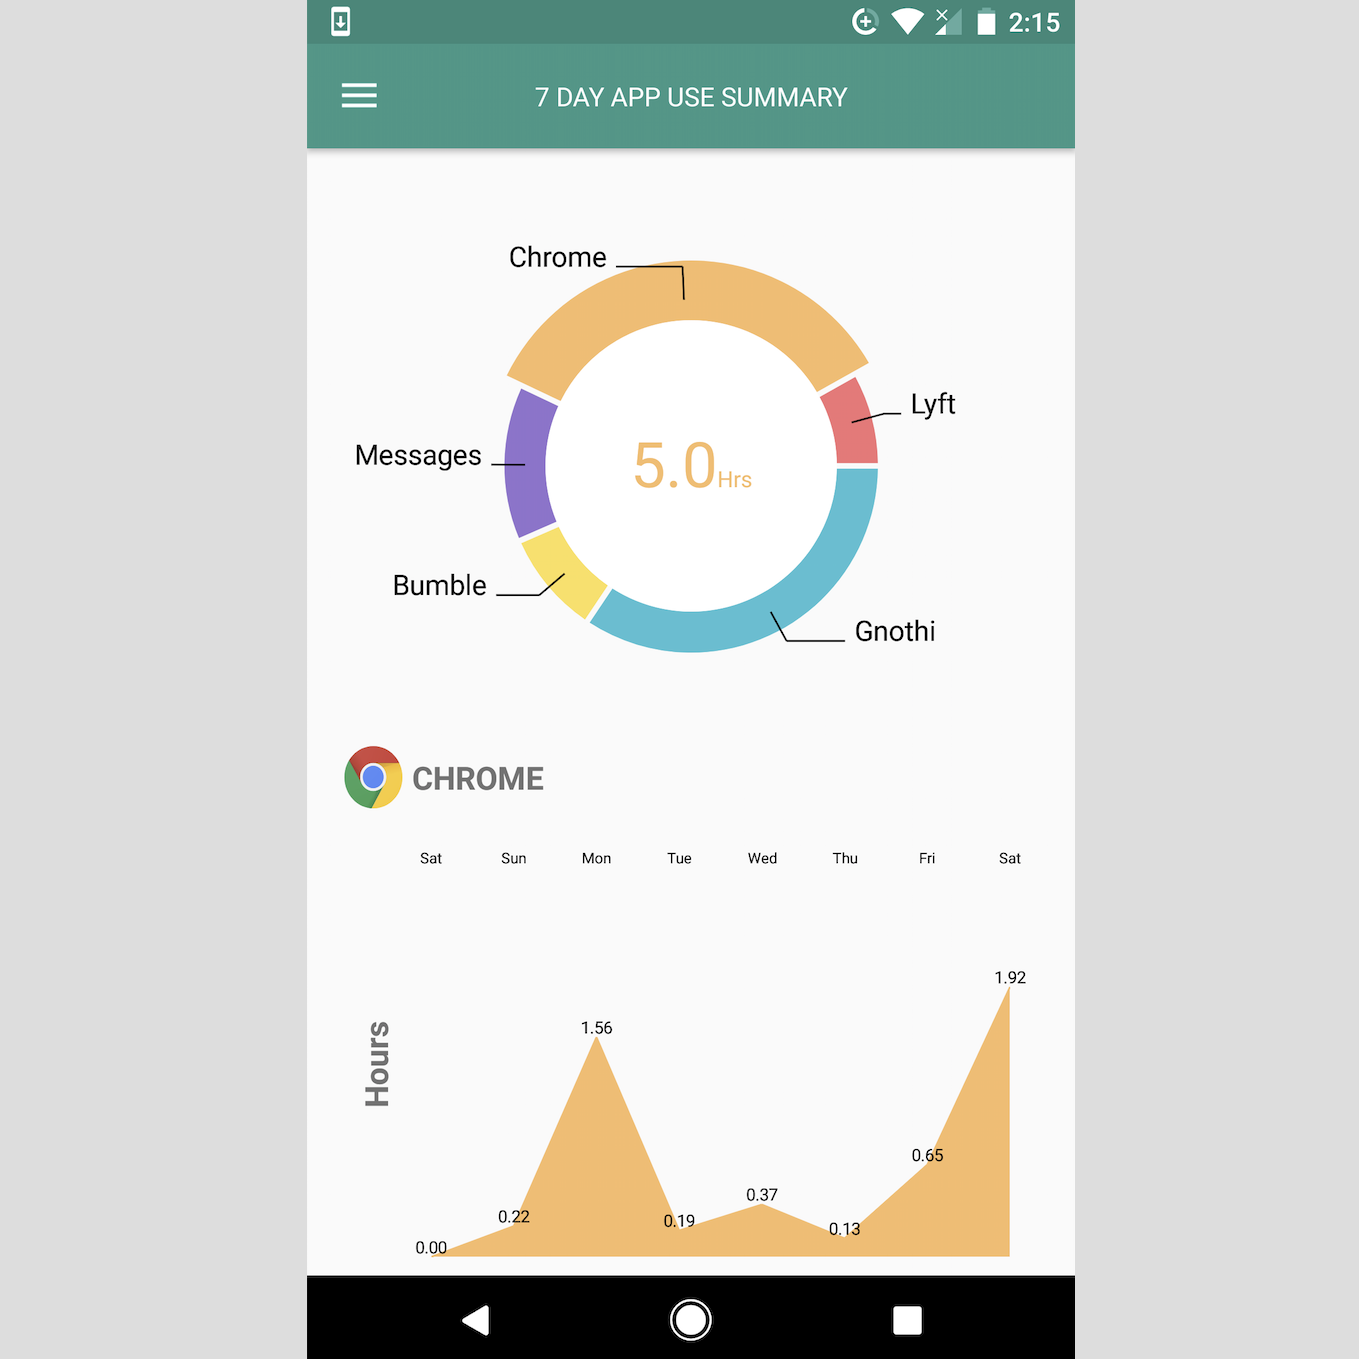 2:15
7 DAY APP USE SUMMARY
Chrome
Lyft
Messages
5.0Hrs
Bumble
Gnothi
CHROME
Sat Sun Mon Tue Wed Thu Fri Sat
Hours
0.00 0.22 1.56 0.19 0.37 0.13 0.65 1.92